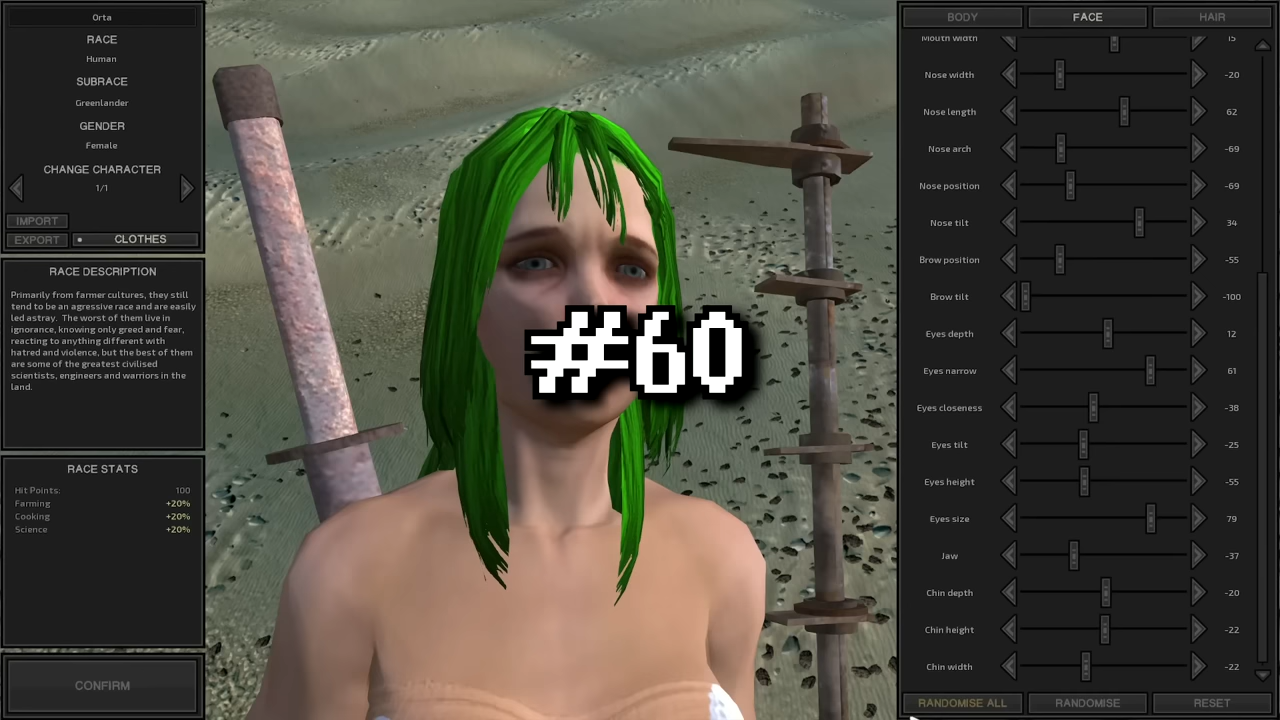 Orta
RACE
Human
SUBRACE
Greenlander
GENDER
Female
CHANGE CHARACTER
1/1
IMPORT
EXPORT
CLOTHES
RACE DESCRIPTION
Primarily from farmer cultures, they still
tend to be an agressive race and are easily
led astray. The worst of them live in
ignorance, knowing only greed and fear,
reacting to anything different with
hatred and violence, but the best of them
are some of the greatest civilised
scientists, engineers and warriors in the
land.
RACE STATS
Hit Points: 100
Farming +20%
Cooking +20%
Science +20%
CONFIRM
#60
BODY FACE HAIR
Mouth width 15
Nose width -20
Nose length 62
Nose arch -69
Nose position -69
Nose tilt 34
Brow position -55
Brow tilt -100
Eyes depth 12
Eyes narrow 61
Eyes closeness -38
Eyes tilt -25
Eyes height -55
Eyes size 79
Jaw -37
Chin depth -20
Chin height -22
Chin width -22
RANDOMISE ALL RANDOMISE RESET